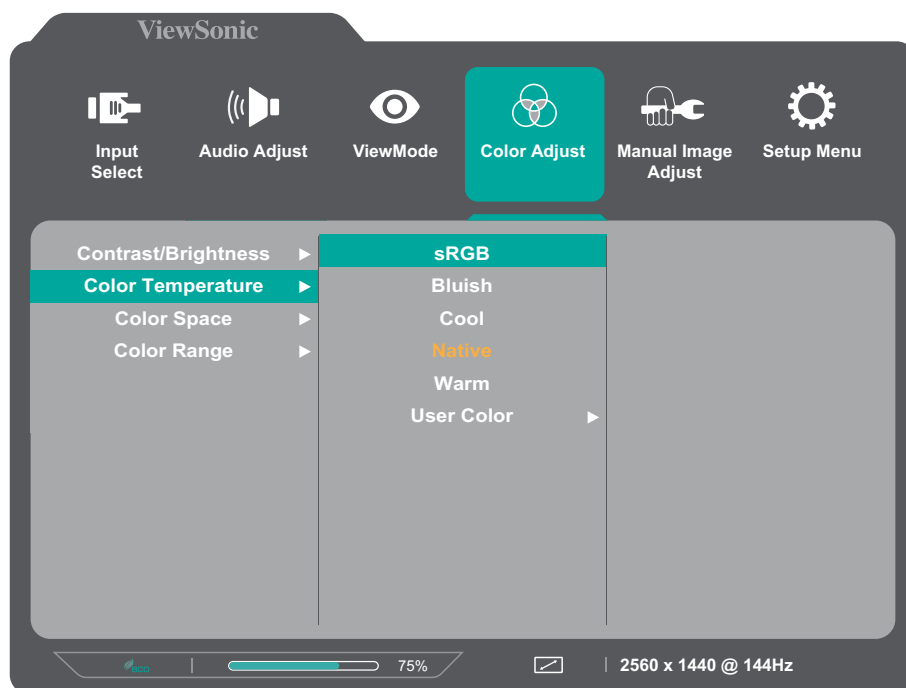 ViewSonic
Input Select
Audio Adjust
ViewMode
Color Adjust
Manual Image Adjust
Setup Menu
Contrast/Brightness
Color Temperature
Color Space
Color Range
sRGB
Bluish
Cool
Native
Warm
User Color
eco
75%
2560 x 1440 @ 144Hz